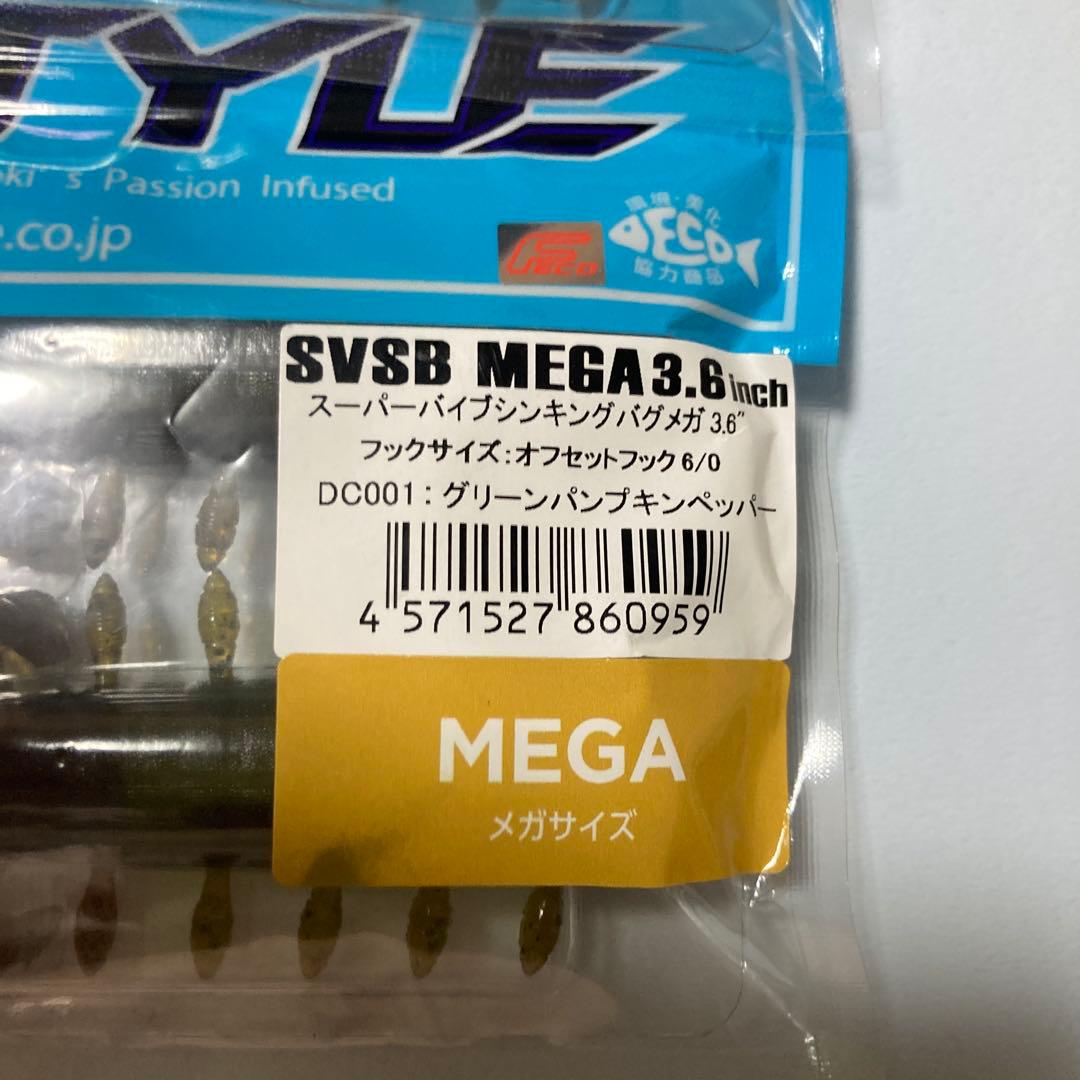 TYLE
s Passion Infused
.co.jp
Feco
環境・美化
ECO
協力商品
SVSB MEGA 3.6 inch
スーパーバイブシンキングバグメガ 3.6"
フックサイズ:オフセットフック 6/0
DC001:グリーンパンプキンペッパー
4 571527 860959
MEGA
メガサイズ